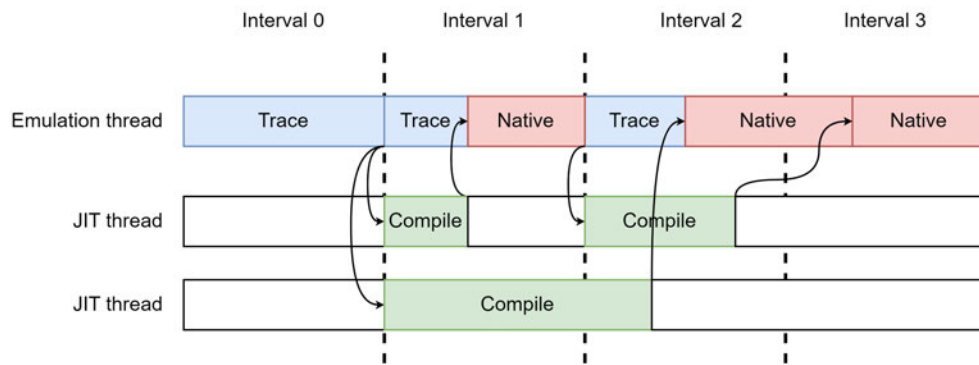 Interval 0 Interval 1 Interval 2 Interval 3
Emulation thread Trace Trace Native Trace Native Native
JIT thread Compile Compile
JIT thread Compile